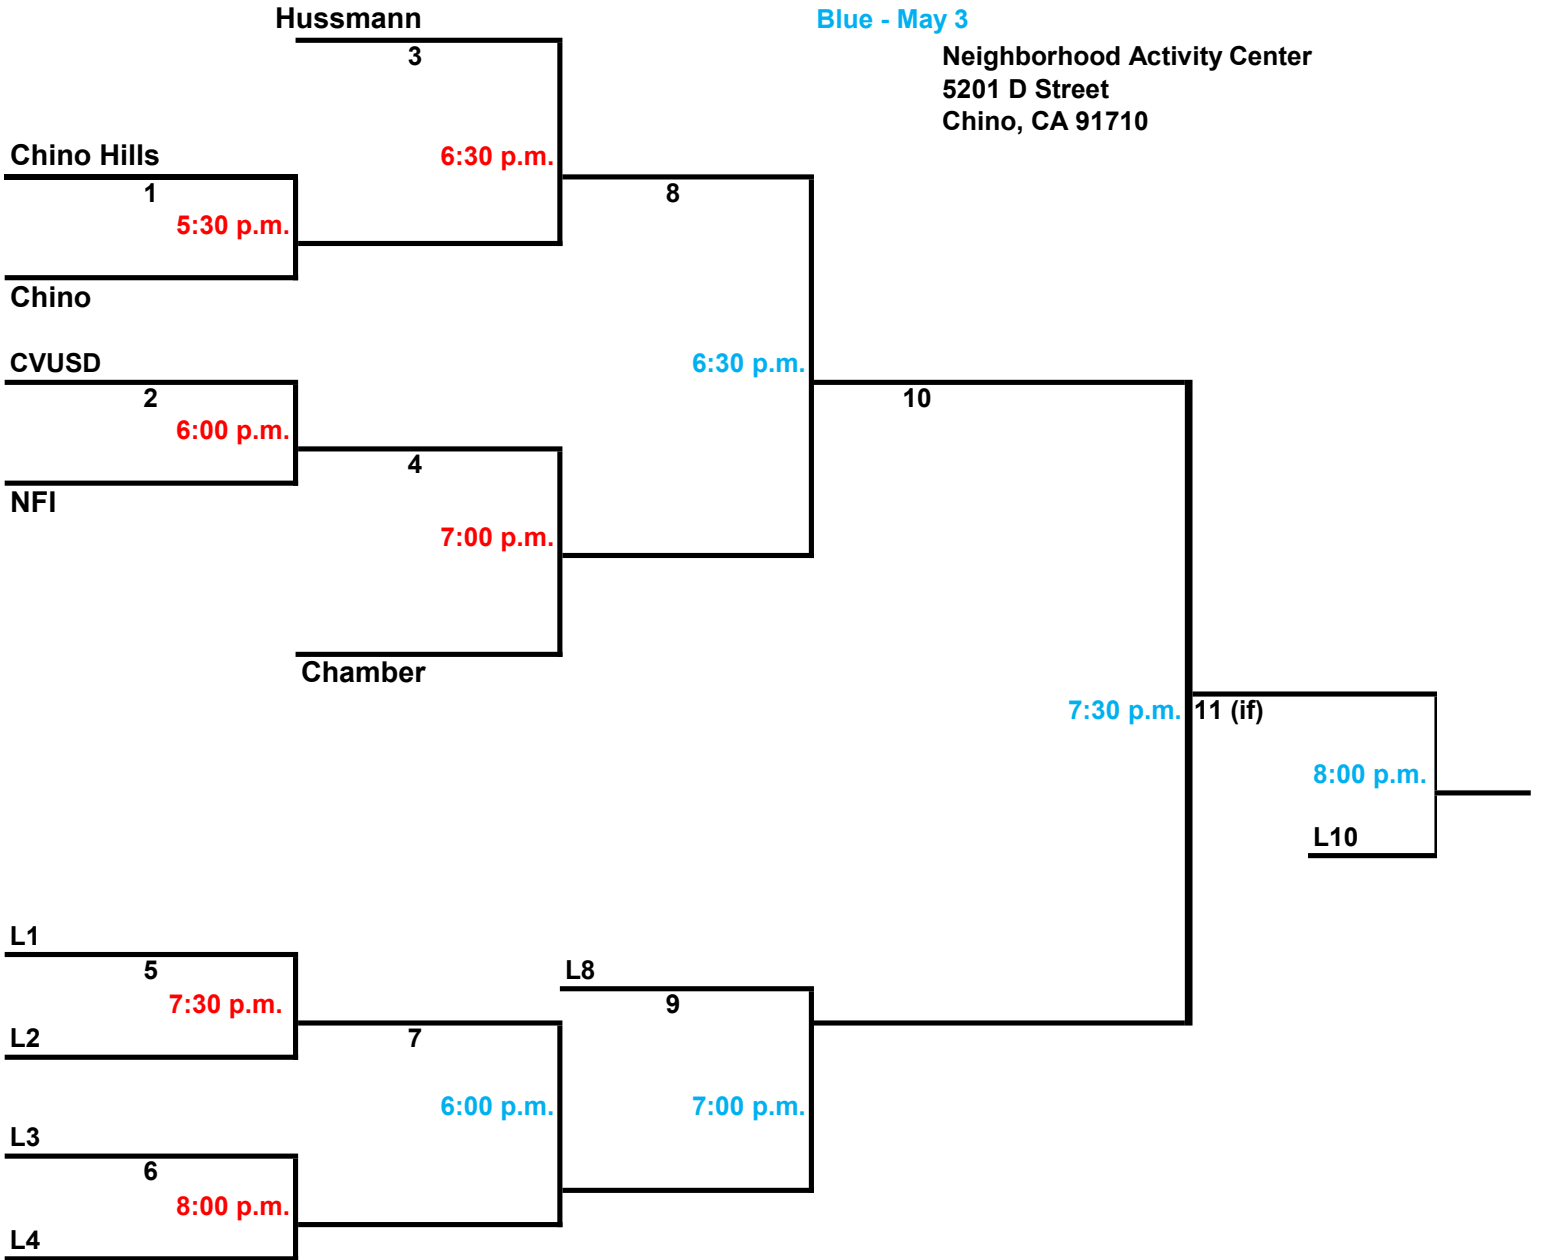 Hussmann
Blue - May 3
3
Neighborhood Activity Center
5201 D Street
Chino, CA 91710
Chino Hills
6:30 p.m.
1
8
5:30 p.m.
Chino
CVUSD
6:30 p.m.
2
10
6:00 p.m.
4
NFI
7:00 p.m.
Chamber
7:30 p.m.
11 (if)
8:00 p.m.
L10
L1
5
L8
7:30 p.m.
9
L2
7
6:00 p.m.
7:00 p.m.
L3
6
8:00 p.m.
L4